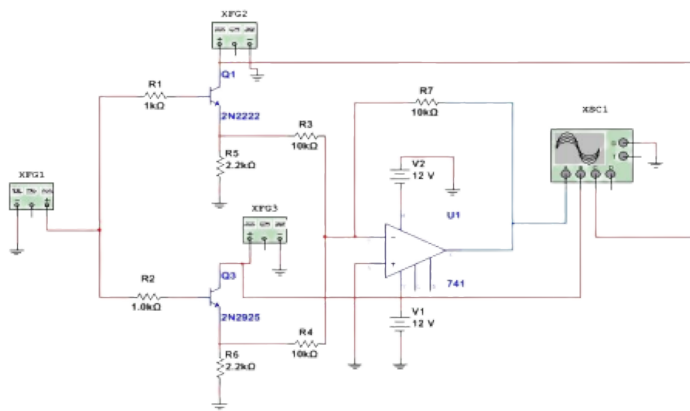 XFG2
Q1
R1
1kΩ
2N2222
R7
10kΩ
XSC1
R3
10kΩ
R5
2.2kΩ
V2
12 V
XFG1
XFG3
U1
Q3
R2
1.0kΩ
741
2N2925
V1
12 V
R4
10kΩ
R6
2.2kΩ